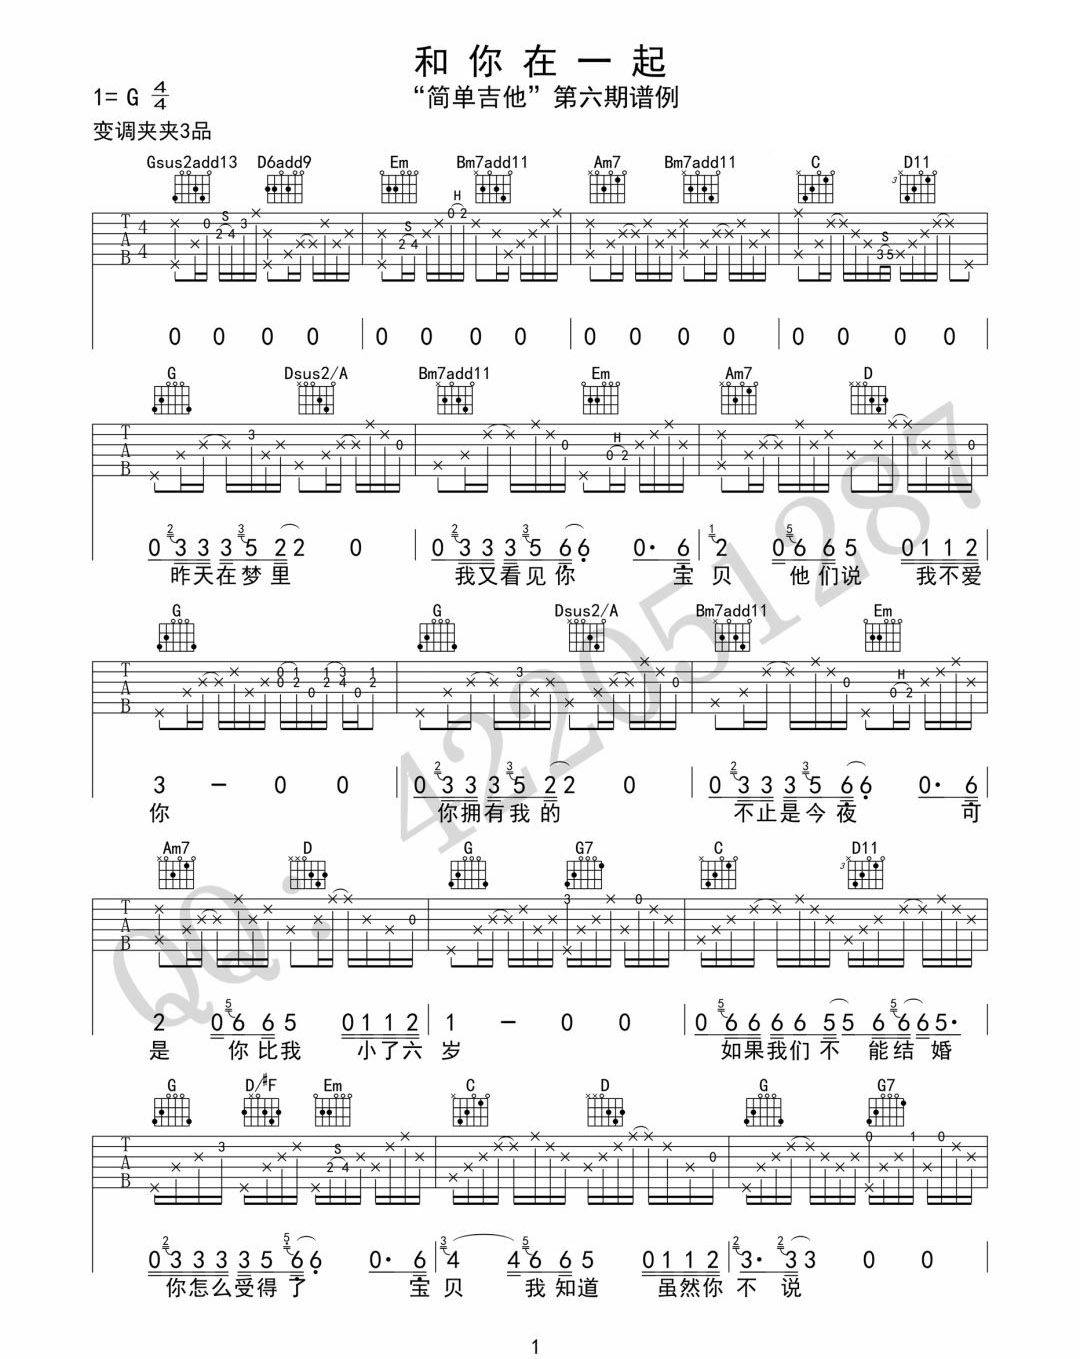 和你在一起
“简单吉他”第六期谱例
1= G 4/4
变调夹夹3品
Gsus2add13 D6add9 Em Bm7add11 Am7 Bm7add11 C D11
0 0 0 0 0 0 0 0 0 0 0 0 0 0 0 0
G Dsus2/A Bm7add11 Em Am7 D
0 3 3 3 5 2 2 0 0 3 3 3 5 6 6 0· 6 2 0 6 6 5 0 1 1 2
昨天在梦里 我又看见你 宝贝 他们说 我不爱
G G Dsus2/A Bm7add11 Em
3 - 0 0 0 3 3 3 5 2 2 0 0 3 3 3 5 6 6 0· 6
你 你拥有我的 不止是今夜 可
Am7 D G G7 C D11
2 0 6 6 5 0 1 1 2 1 - 0 0 0 6 6 6 6 5 5 6 6 6 5·
是 你比我 小了六岁 如果我们不 能结婚
G D/#F Em C D G G7
0 3 3 3 3 5 6 6 0· 6 4 4 6 6 5 0 1 1 2 3· 3 3 0 0
你怎么受得了 宝贝 我知道 虽然你不说
QQ：422051287
1